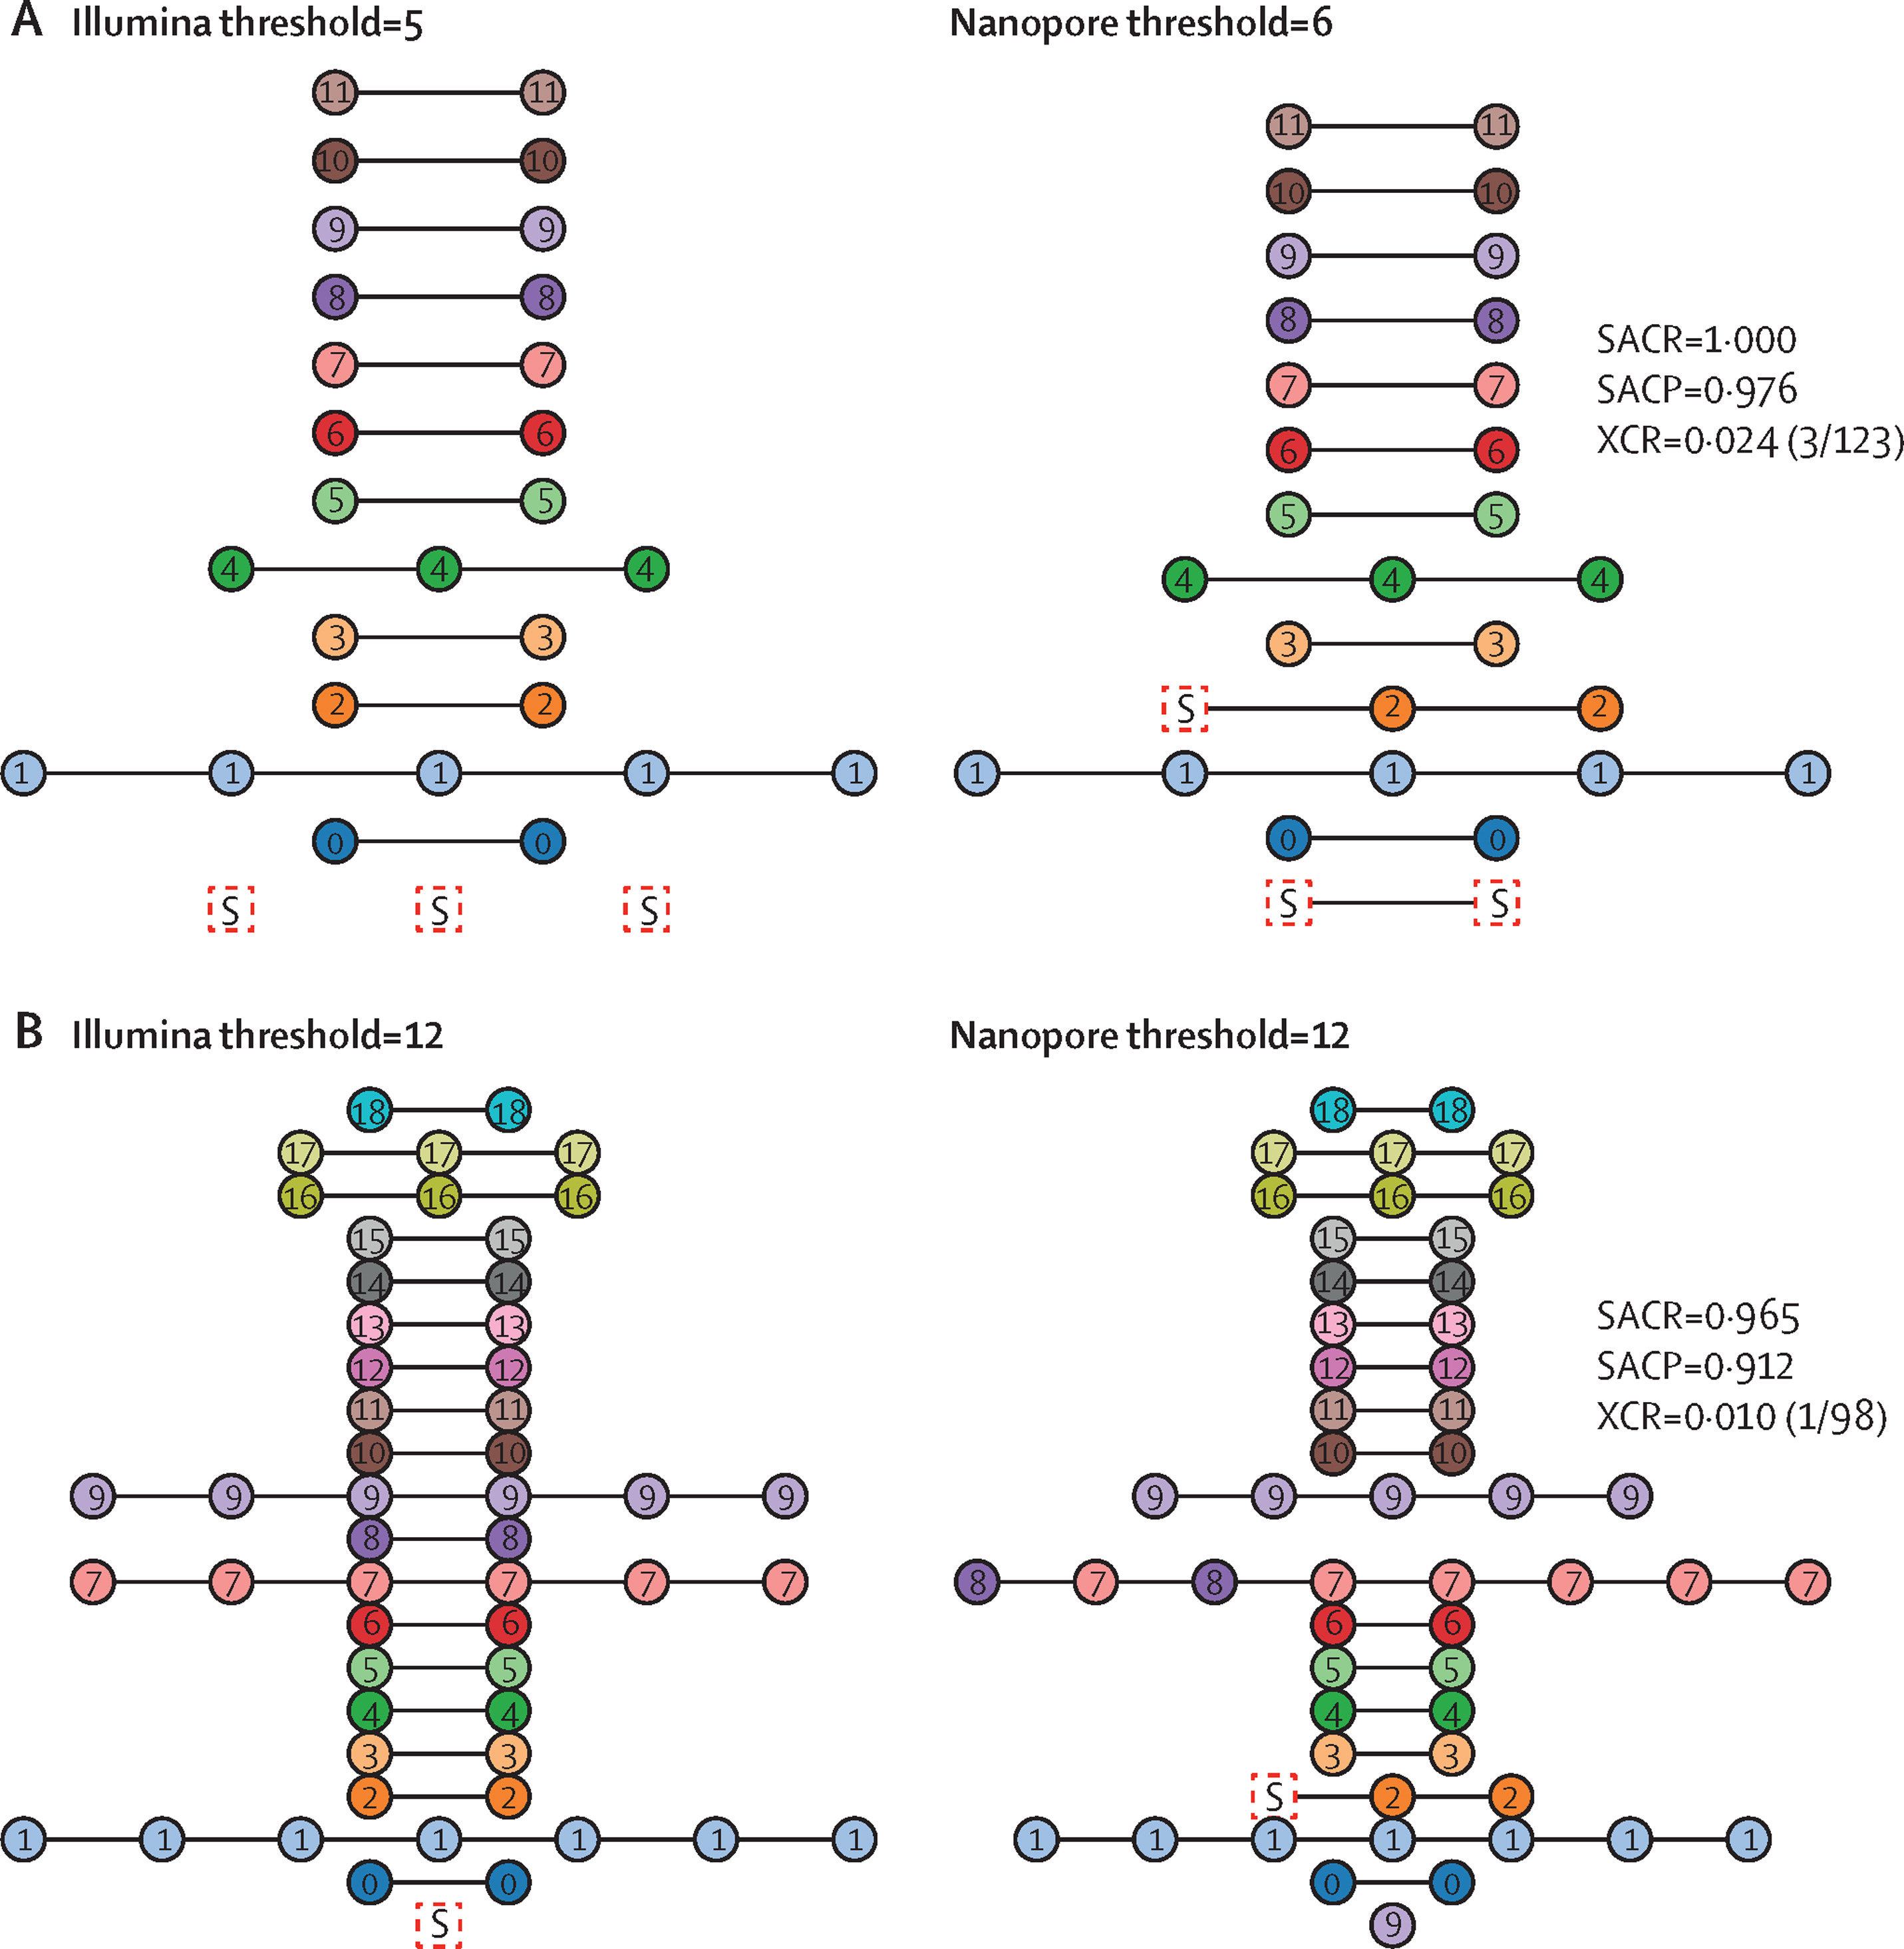 A Illumina threshold=5 Nanopore threshold=6
11 11
10 10
9 9
8 8
7 7
6 6
5 5
4 4 4
3 3
2 2
1 1 1 1 1
0 0
S S S
11 11
10 10
9 9
8 8
7 7
6 6
5 5
4 4 4
3 3
S 2 2
1 1 1 1 1
0 0
S S
SACR=1·000
SACP=0·976
XCR=0·024 (3/123)
B Illumina threshold=12 Nanopore threshold=12
18 18
17 17 17
16 16 16
15 15
14 14
13 13
12 12
11 11
10 10
9 9 9 9 9 9
8 8
7 7 7 7 7 7
6 6
5 5
4 4
3 3
2 2
1 1 1 1 1 1 1
0 0
S
18 18
17 17 17
16 16 16
15 15
14 14
13 13
12 12
11 11
10 10
9 9 9 9 9
8 7 8 7 7 7 7 7
6 6
5 5
4 4
3 3
S 2 2
1 1 1 1 1 1 1
0 0
9
SACR=0·965
SACP=0·912
XCR=0·010 (1/98)